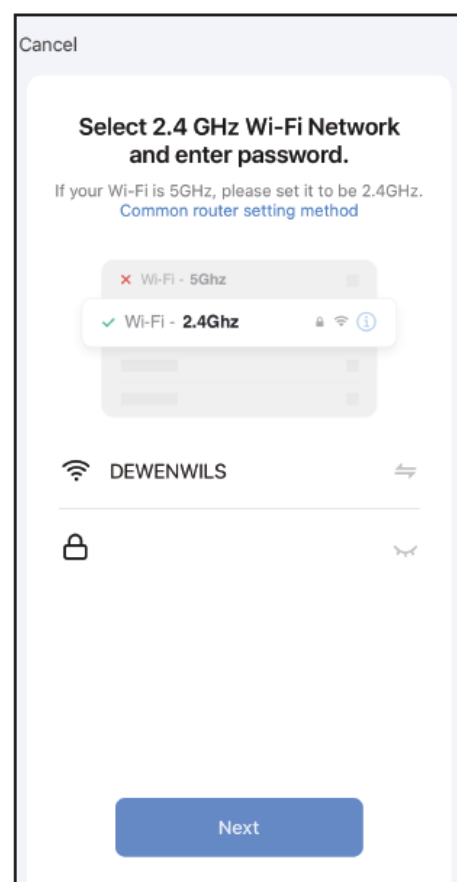 Cancel
Select 2.4 GHz Wi-Fi Network
and enter password.
If your Wi-Fi is 5GHz, please set it to be 2.4GHz.
Common router setting method
Wi-Fi - 5Ghz
Wi-Fi - 2.4Ghz
DEWENWILS
Next